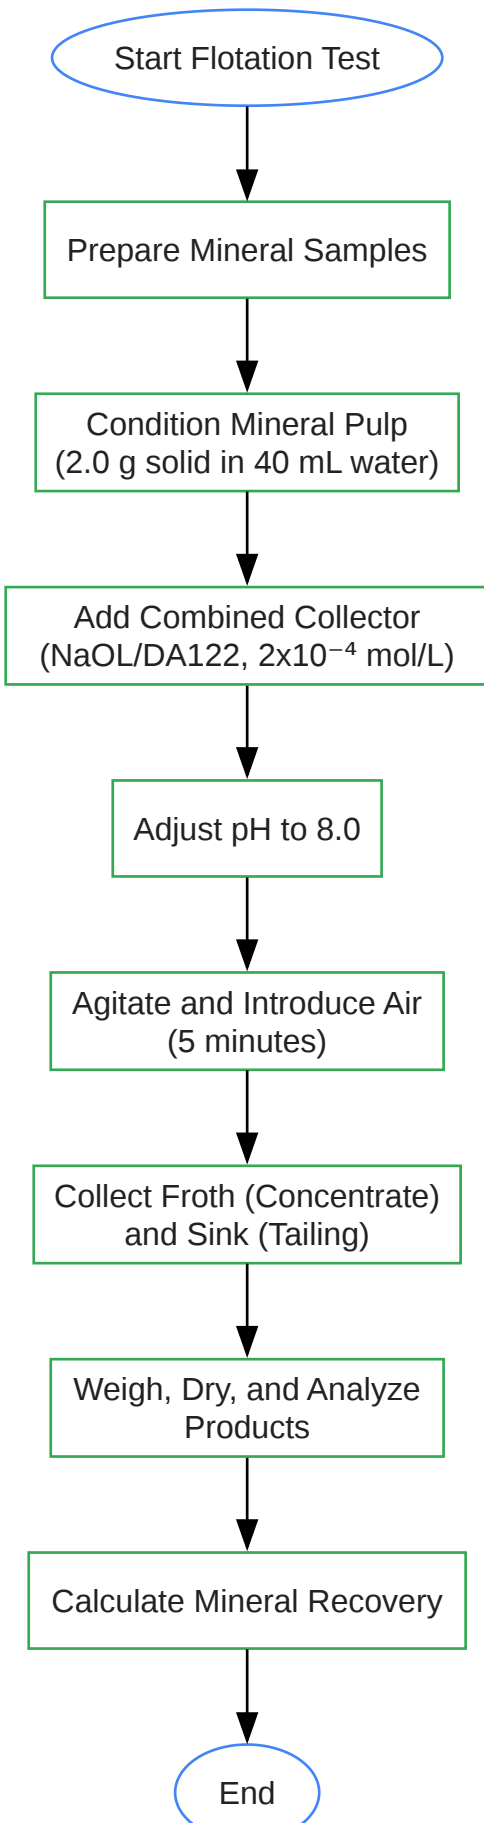 Start Flotation Test
Prepare Mineral Samples
Condition Mineral Pulp
(2.0 g solid in 40 mL water)
Add Combined Collector
(NaOL/DA122, 2x10⁻⁴ mol/L)
Adjust pH to 8.0
Agitate and Introduce Air
(5 minutes)
Collect Froth (Concentrate)
and Sink (Tailing)
Weigh, Dry, and Analyze
Products
Calculate Mineral Recovery
End